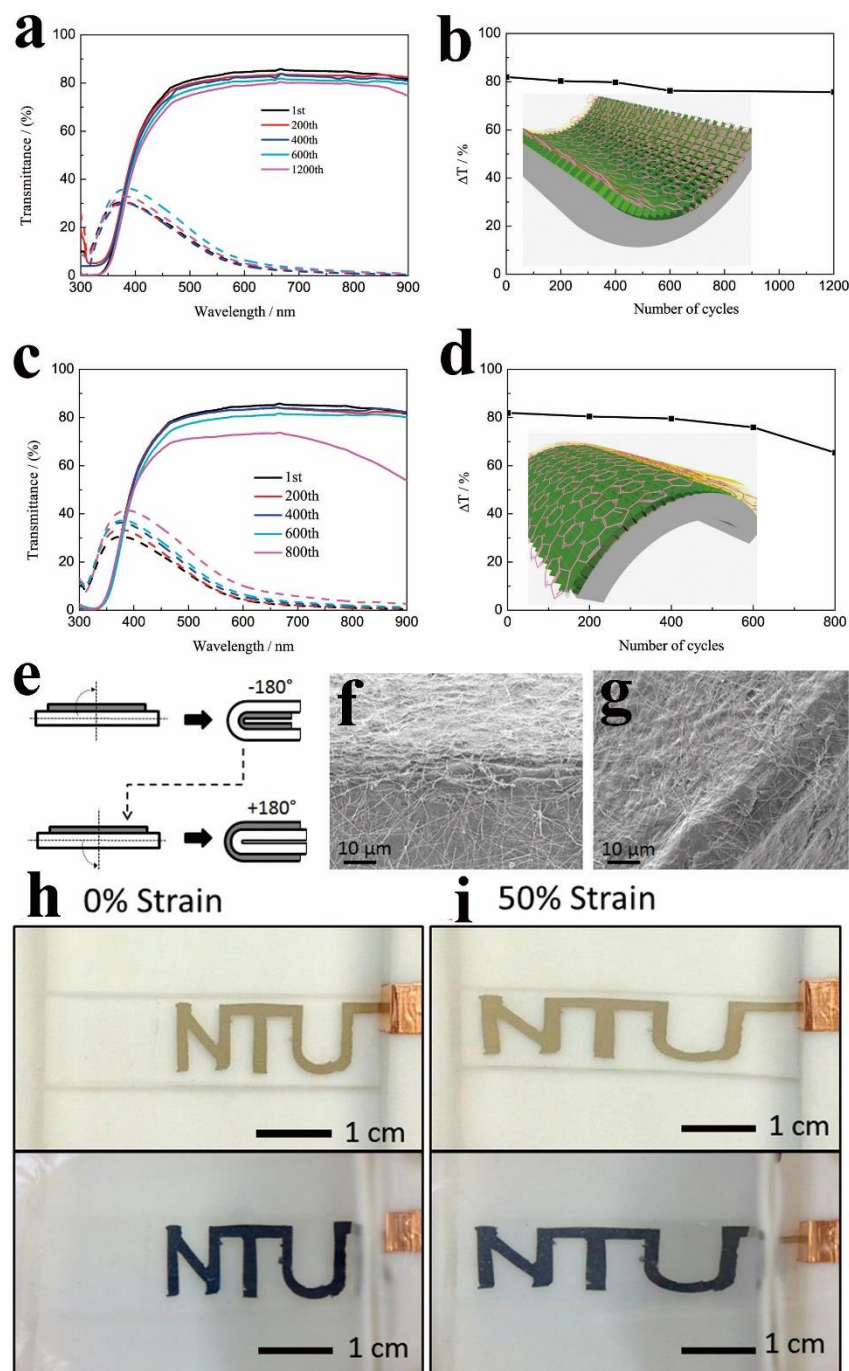 a
Transmittance / (%)
100
80
60
40
20
0
1st
200th
400th
600th
1200th
300 400 500 600 700 800 900
Wavelength / nm
b
ΔT / %
100
80
60
40
20
0
0 200 400 600 800 1000 1200
Number of cycles
c
Transmittance / (%)
100
80
60
40
20
0
1st
200th
400th
600th
800th
300 400 500 600 700 800 900
Wavelength / nm
d
ΔT / %
100
80
60
40
20
0
0 200 400 600 800
Number of cycles
e
-180°
+180°
f
10 µm
g
10 µm
h 0% Strain
NTU
1 cm
NTU
1 cm
i 50% Strain
NTU
1 cm
NTU
1 cm